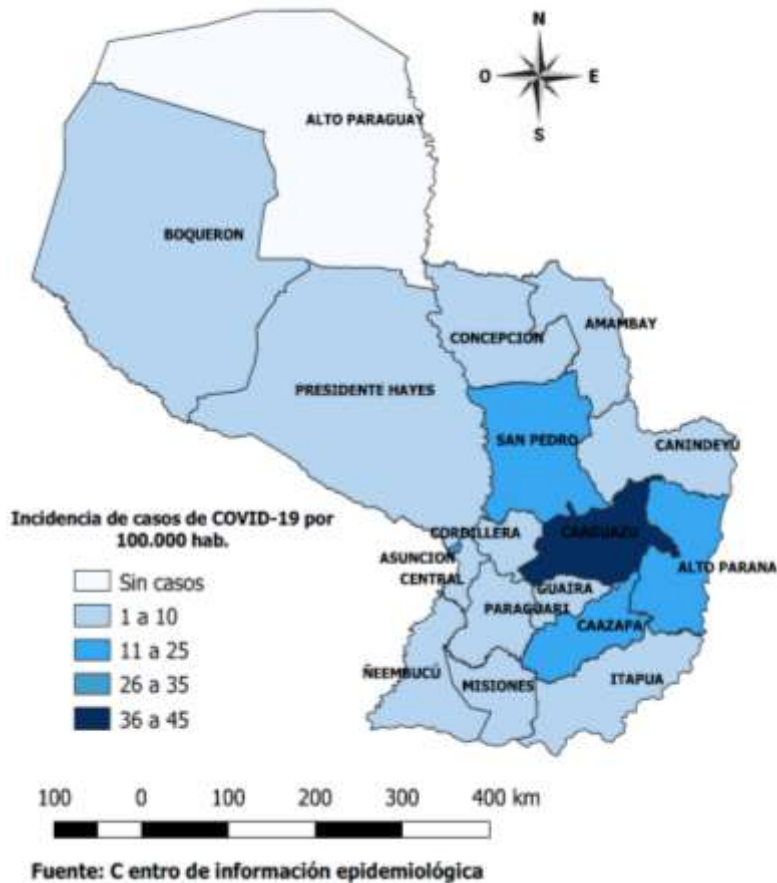 N
O E
S
ALTO PARAGUAY
BOQUERON
CONCEPCION
AMAMBAY
PRESIDENTE HAYES
SAN PEDRO
CANINDEYÚ
Incidencia de casos de COVID-19 por
100.000 hab.
CORDILLERA
CAAGUAZU
ASUNCION
ALTO PARANA
CENTRAL
GUAIRA
PARAGUARI
CAAZAPA
ÑEEMBUCÚ
MISIONES
ITAPUA
Sin casos
1 a 10
11 a 25
26 a 35
36 a 45
100 0 100 200 300 400 km
Fuente: C entro de información epidemiológica